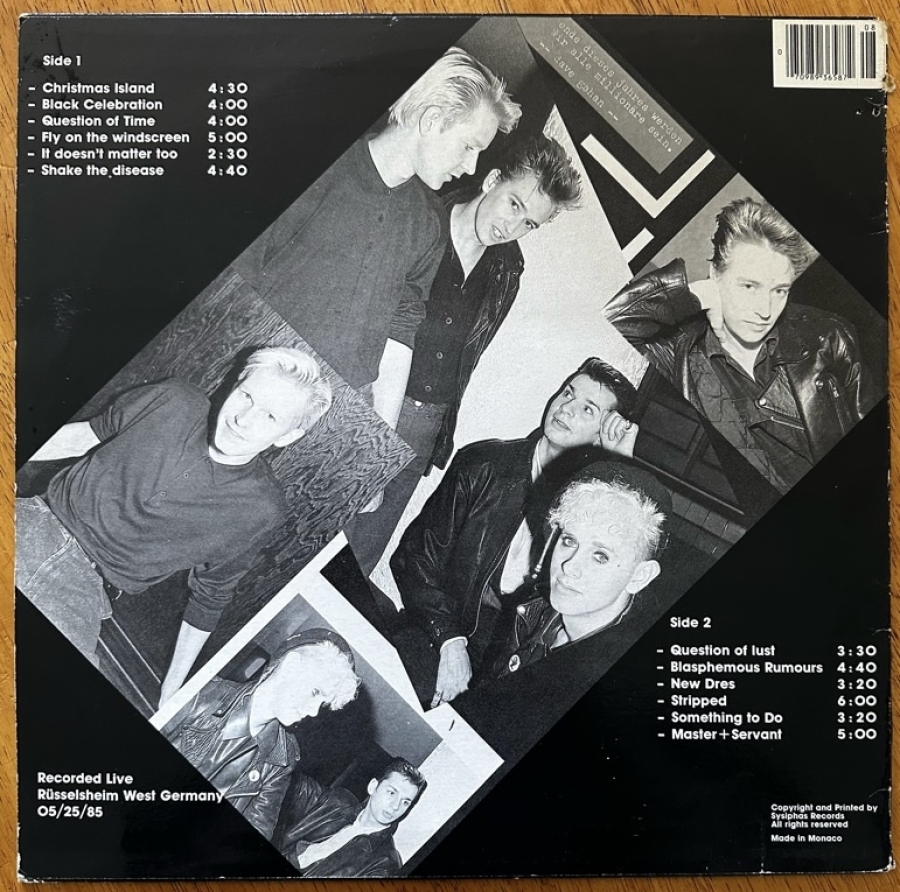 Side 1
- Christmas Island 4:30
- Black Celebration 4:00
- Question of Time 4:00
- Fly on the windscreen 5:00
- It doesn't matter too 2:30
- Shake the disease 4:40
ende dieses jahres werden
wir alle millionäre sein.
-- dave gahan --
08
0 70989 36587
Side 2
- Question of lust 3:30
- Blasphemous Rumours 4:40
- New Dres 3:20
- Stripped 6:00
- Something to Do 3:20
- Master+Servant 5:00
Recorded Live
Rüsselsheim West Germany
05/25/85
Copyright and Printed by
Sysiphas Records
All rights reserved
Made in Monaco